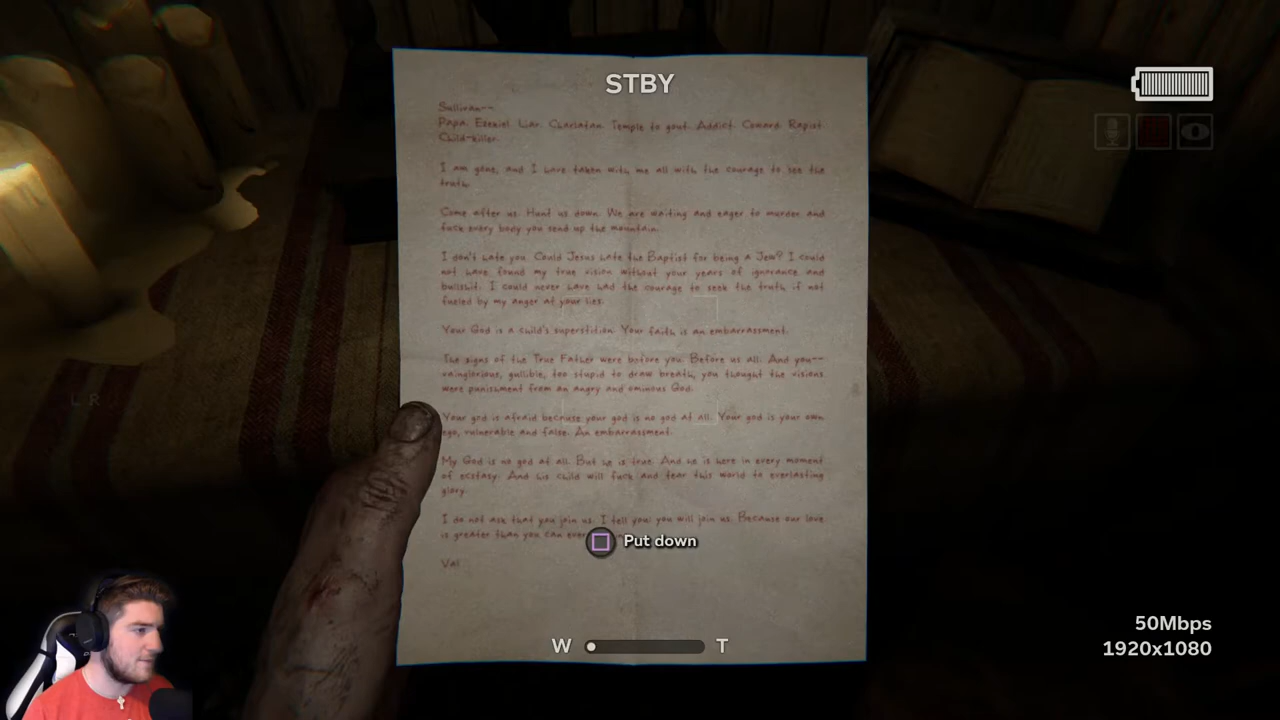 STBY
Sullivan--
Papa. Ezekiel. Liar. Charlatan. Temple to gout. Addict. Coward. Rapist.
Child-killer.
I am gone, and I have taken with me all with the courage to see the
truth.
Come after us. Hunt us down. We are waiting and eager to murder and
fuck every body you send up the mountain.
I don't hate you. Could Jesus hate the Baptist for being a Jew? I could
not have found my true vision without your years of ignorance and
bullshit. I could never have had the courage to seek the truth if not
fueled by my anger at your lies.
Your God is a child's superstition. Your faith is an embarrassment.
The signs of the True Father were before you. Before us all. And you--
vainglorious, gullible, too stupid to draw breath, you thought the visions
were punishment from an angry and ominous God.
Your god is afraid because your god is no god at all. Your god is your own
ego, vulnerable and false. An embarrassment.
My God is no god at all. But he is true. And he is here in every moment
of ecstasy. And his child will fuck and tear this world to everlasting
glory.
I do not ask that you join us. I tell you: you will join us. Because our love
is greater than you can ever
Put down
Val
L R
W T
50Mbps
1920x1080